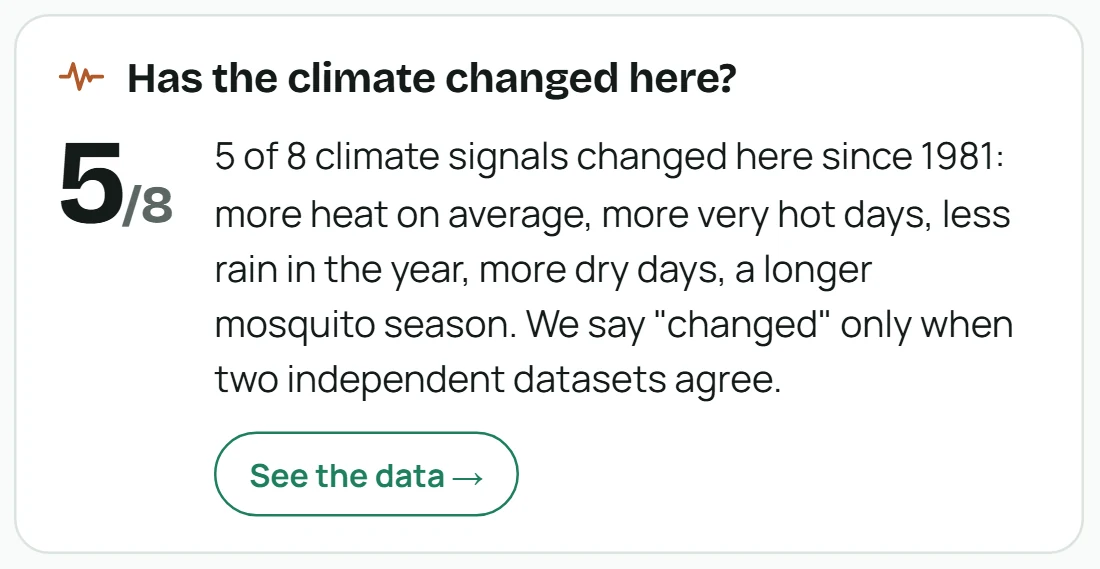 Has the climate changed here?
5/8
5 of 8 climate signals changed here since 1981:
more heat on average, more very hot days, less
rain in the year, more dry days, a longer
mosquito season. We say "changed" only when
two independent datasets agree.
See the data →